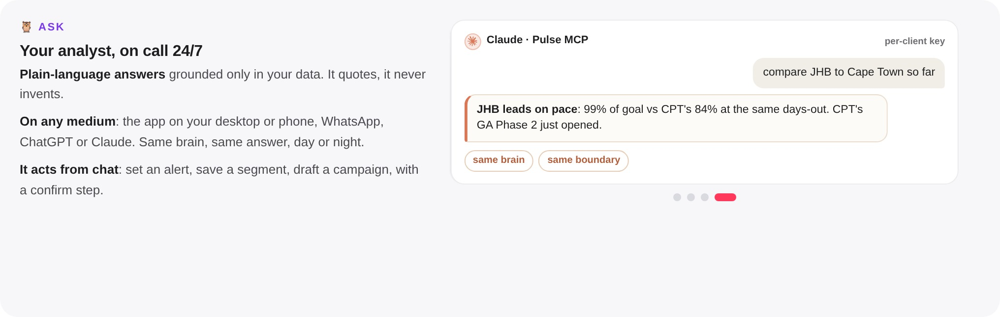 🦉 ASK
Your analyst, on call 24/7
Plain-language answers grounded only in your data. It quotes, it never
invents.
On any medium: the app on your desktop or phone, WhatsApp,
ChatGPT or Claude. Same brain, same answer, day or night.
It acts from chat: set an alert, save a segment, draft a campaign, with
a confirm step.
Claude · Pulse MCP
per-client key
compare JHB to Cape Town so far
JHB leads on pace: 99% of goal vs CPT's 84% at the same days-out. CPT's
GA Phase 2 just opened.
same brain
same boundary